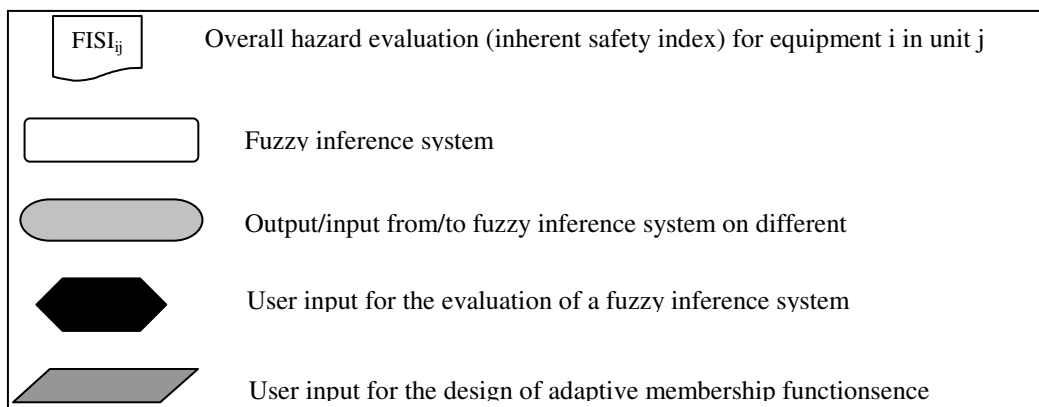 FISIij Overall hazard evaluation (inherent safety index) for equipment i in unit j
Fuzzy inference system
Output/input from/to fuzzy inference system on different
User input for the evaluation of a fuzzy inference system
User input for the design of adaptive membership functionsence